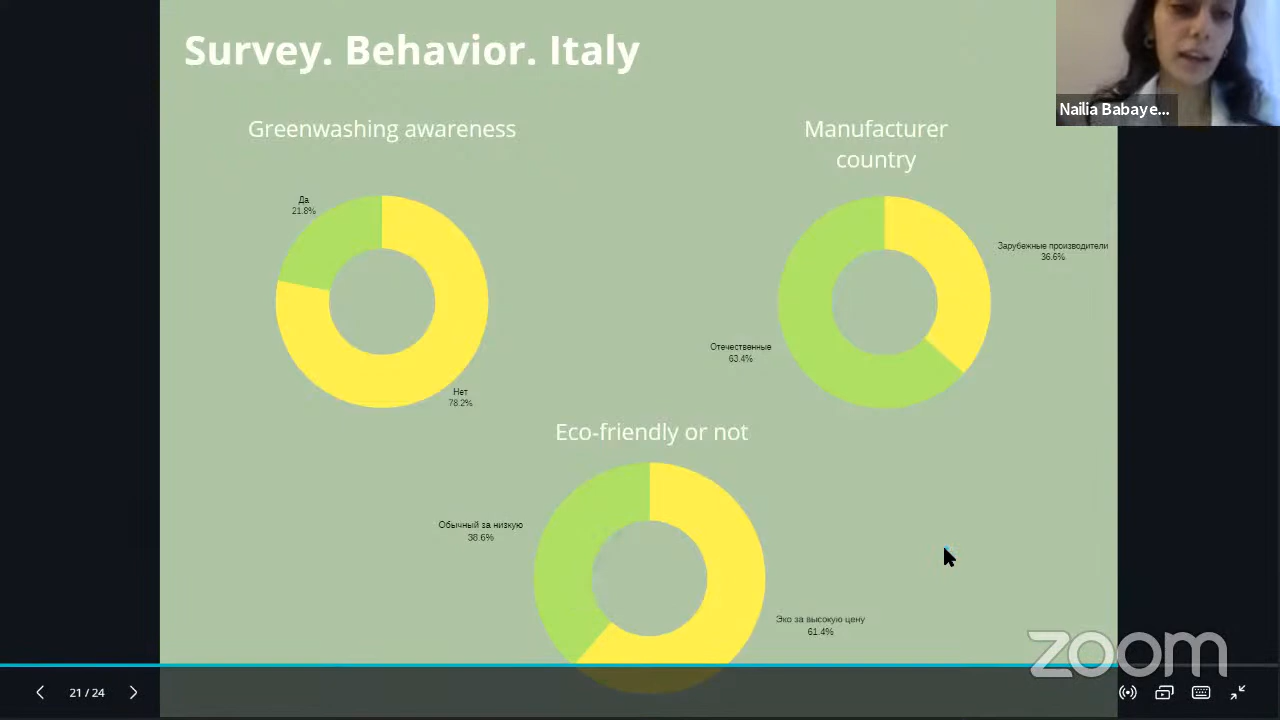 Survey. Behavior. Italy
Nailia Babaye...
Greenwashing awareness
Manufacturer
country
Да
21.8%
Нет
78.2%
Зарубежные производители
36.6%
Отечественные
63.4%
Eco-friendly or not
Обычный за низкую
38.6%
Эко за высокую цену
61.4%
zoom
21 / 24